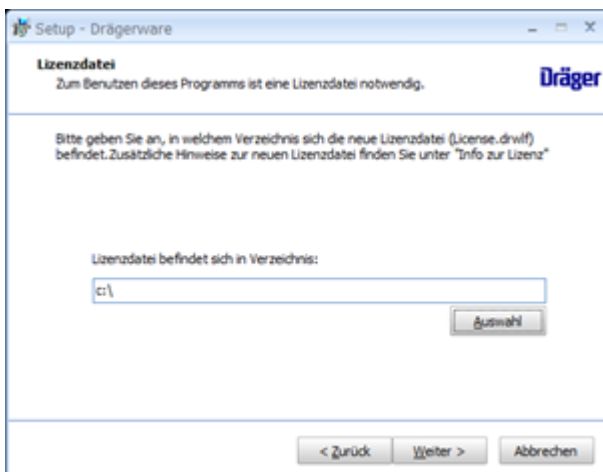 Setup - Drägerware
Lizenzdatei
Zum Benutzen dieses Programms ist eine Lizenzdatei notwendig.
Dräger
Bitte geben Sie an, in welchem Verzeichnis sich die neue Lizenzdatei (License.drwlf)
befindet.Zusätzliche Hinweise zur neuen Lizenzdatei finden Sie unter "Info zur Lizenz"
Lizenzdatei befindet sich in Verzeichnis:
c:\
Auswahl
< Zurück Weiter > Abbrechen